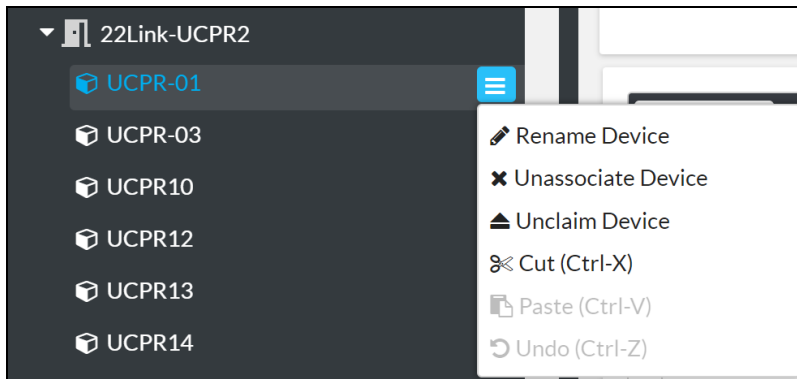 22Link-UCPR2
UCPR-01
UCPR-03
UCPR10
UCPR12
UCPR13
UCPR14
Rename Device
Unassociate Device
Unclaim Device
Cut (Ctrl-X)
Paste (Ctrl-V)
Undo (Ctrl-Z)